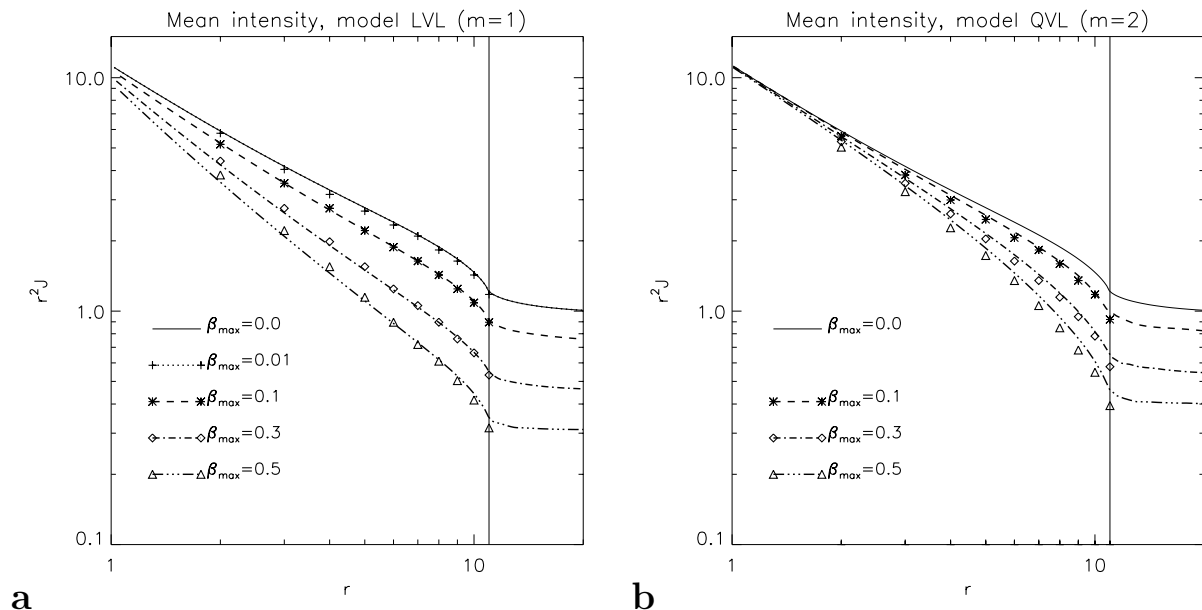 Mean intensity, model LVL (m=1)
10.0
1.0
0.1
r²J
β_max=0.0
β_max=0.01
β_max=0.1
β_max=0.3
β_max=0.5
1
10
r
a
Mean intensity, model QVL (m=2)
10.0
1.0
0.1
r²J
β_max=0.0
β_max=0.1
β_max=0.3
β_max=0.5
1
10
r
b